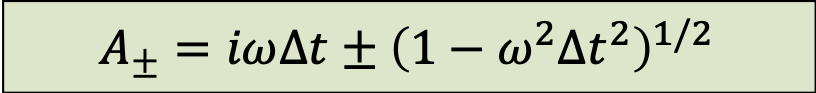 A± = iωΔt ± (1 − ω²Δt²)^{1/2}